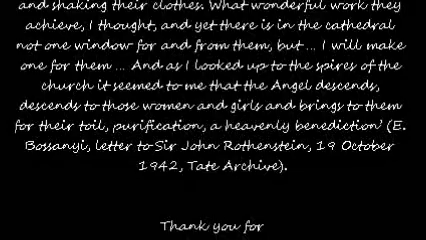 and shaking their clothes. What wonderful work they
achieve, I thought, and yet there is in the cathedral
not one window for and from them, but ... I will make
one for them ... And as I looked up to the spires of the
church it seemed to me that the Angel descends,
descends to those women and girls and brings to them
for their toil, purification, a heavenly benediction' (E.
Bossanyi, letter to Sir John Rothenstein, 19 October
1942, Tate Archive).
Thank you for